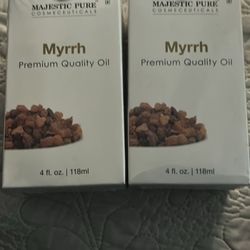 MAJESTIC PURE
COSMECEUTICALS
Myrrh
Premium Quality Oil
4 fl. oz. | 118ml
MAJESTIC PURE
COSMECEUTICALS
Myrrh
Premium Quality Oil
4 fl. oz. | 118ml